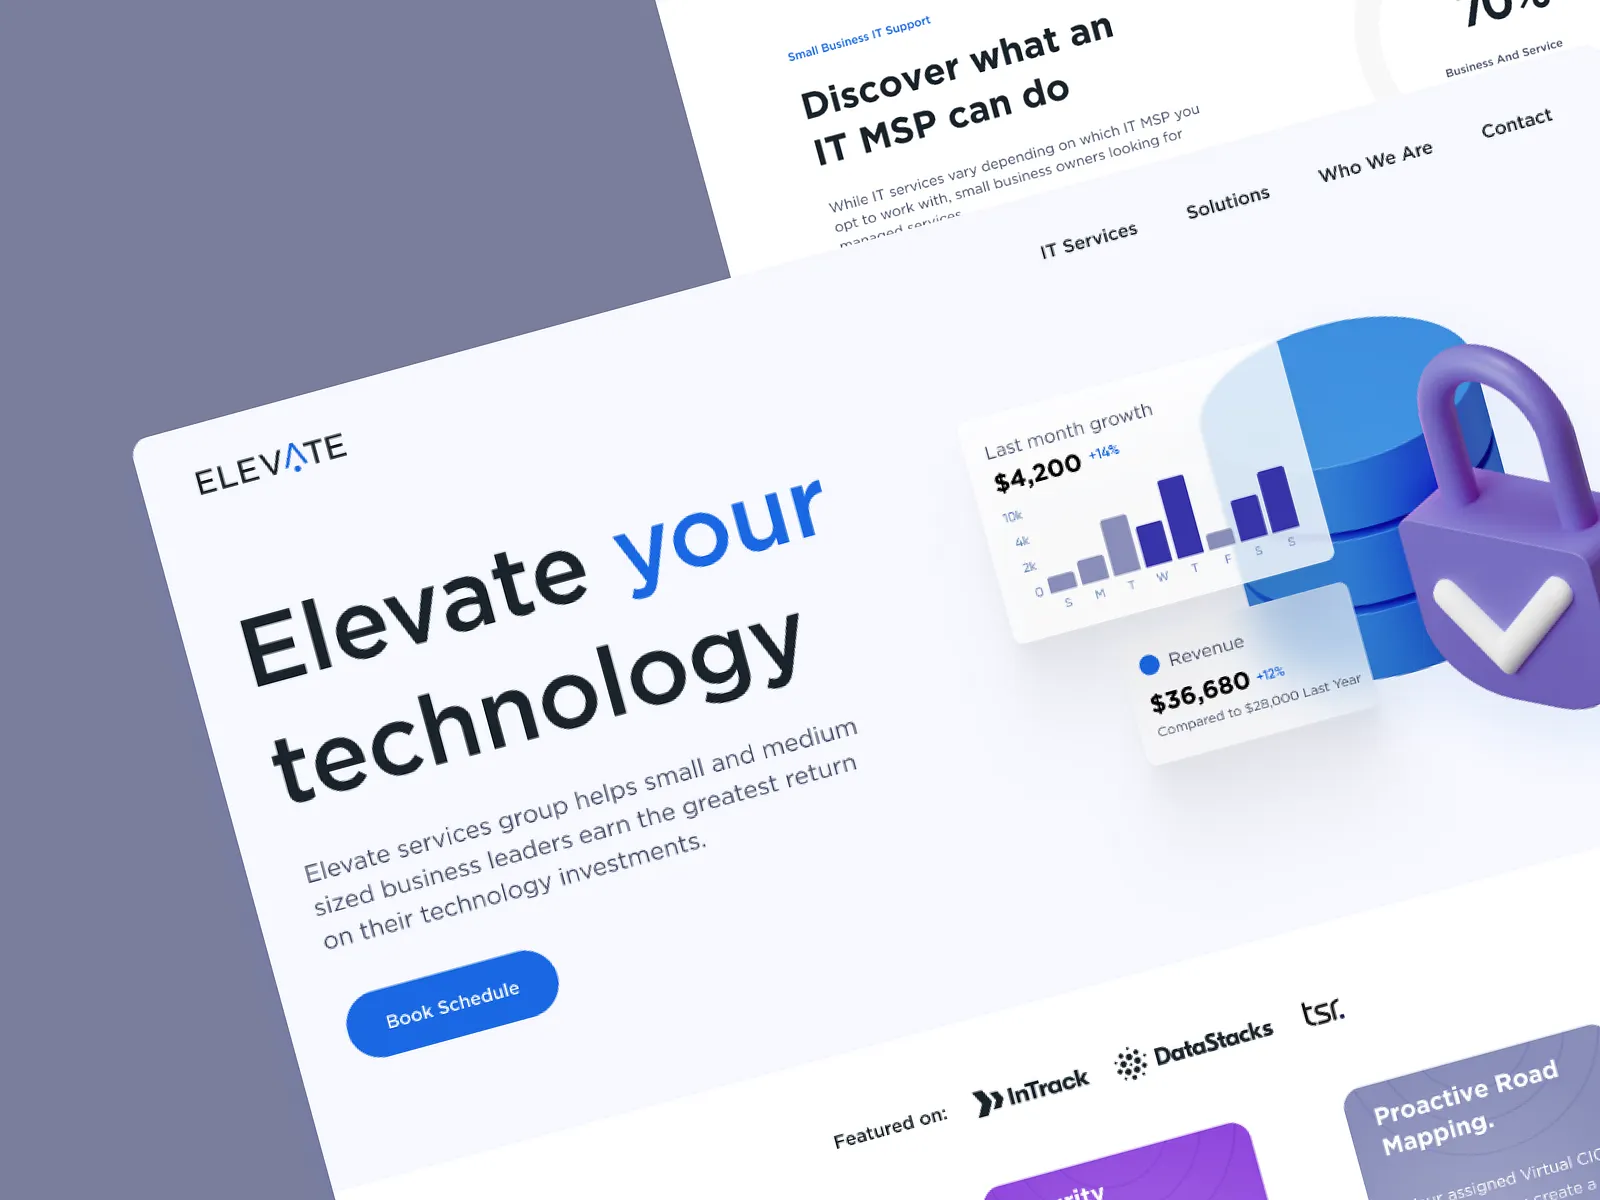 Small Business IT Support
Discover what an
IT MSP can do
While IT services vary depending on which IT MSP you
opt to work with, small business owners looking for
managed services
70%
Business And Service
IT Services
Solutions
Who We Are
Contact
ELEVATE
Elevate your
technology
Elevate services group helps small and medium
sized business leaders earn the greatest return
on their technology investments.
Book Schedule
Last month growth
$4,200 +14%
10k
4k
2k
0
S M T W T F S S
Revenue
$36,680 +12%
Compared to $28,000 Last Year
Featured on:
InTrack
DataStacks
tsr.
Proactive Road
Mapping.
assigned Virtual
create a